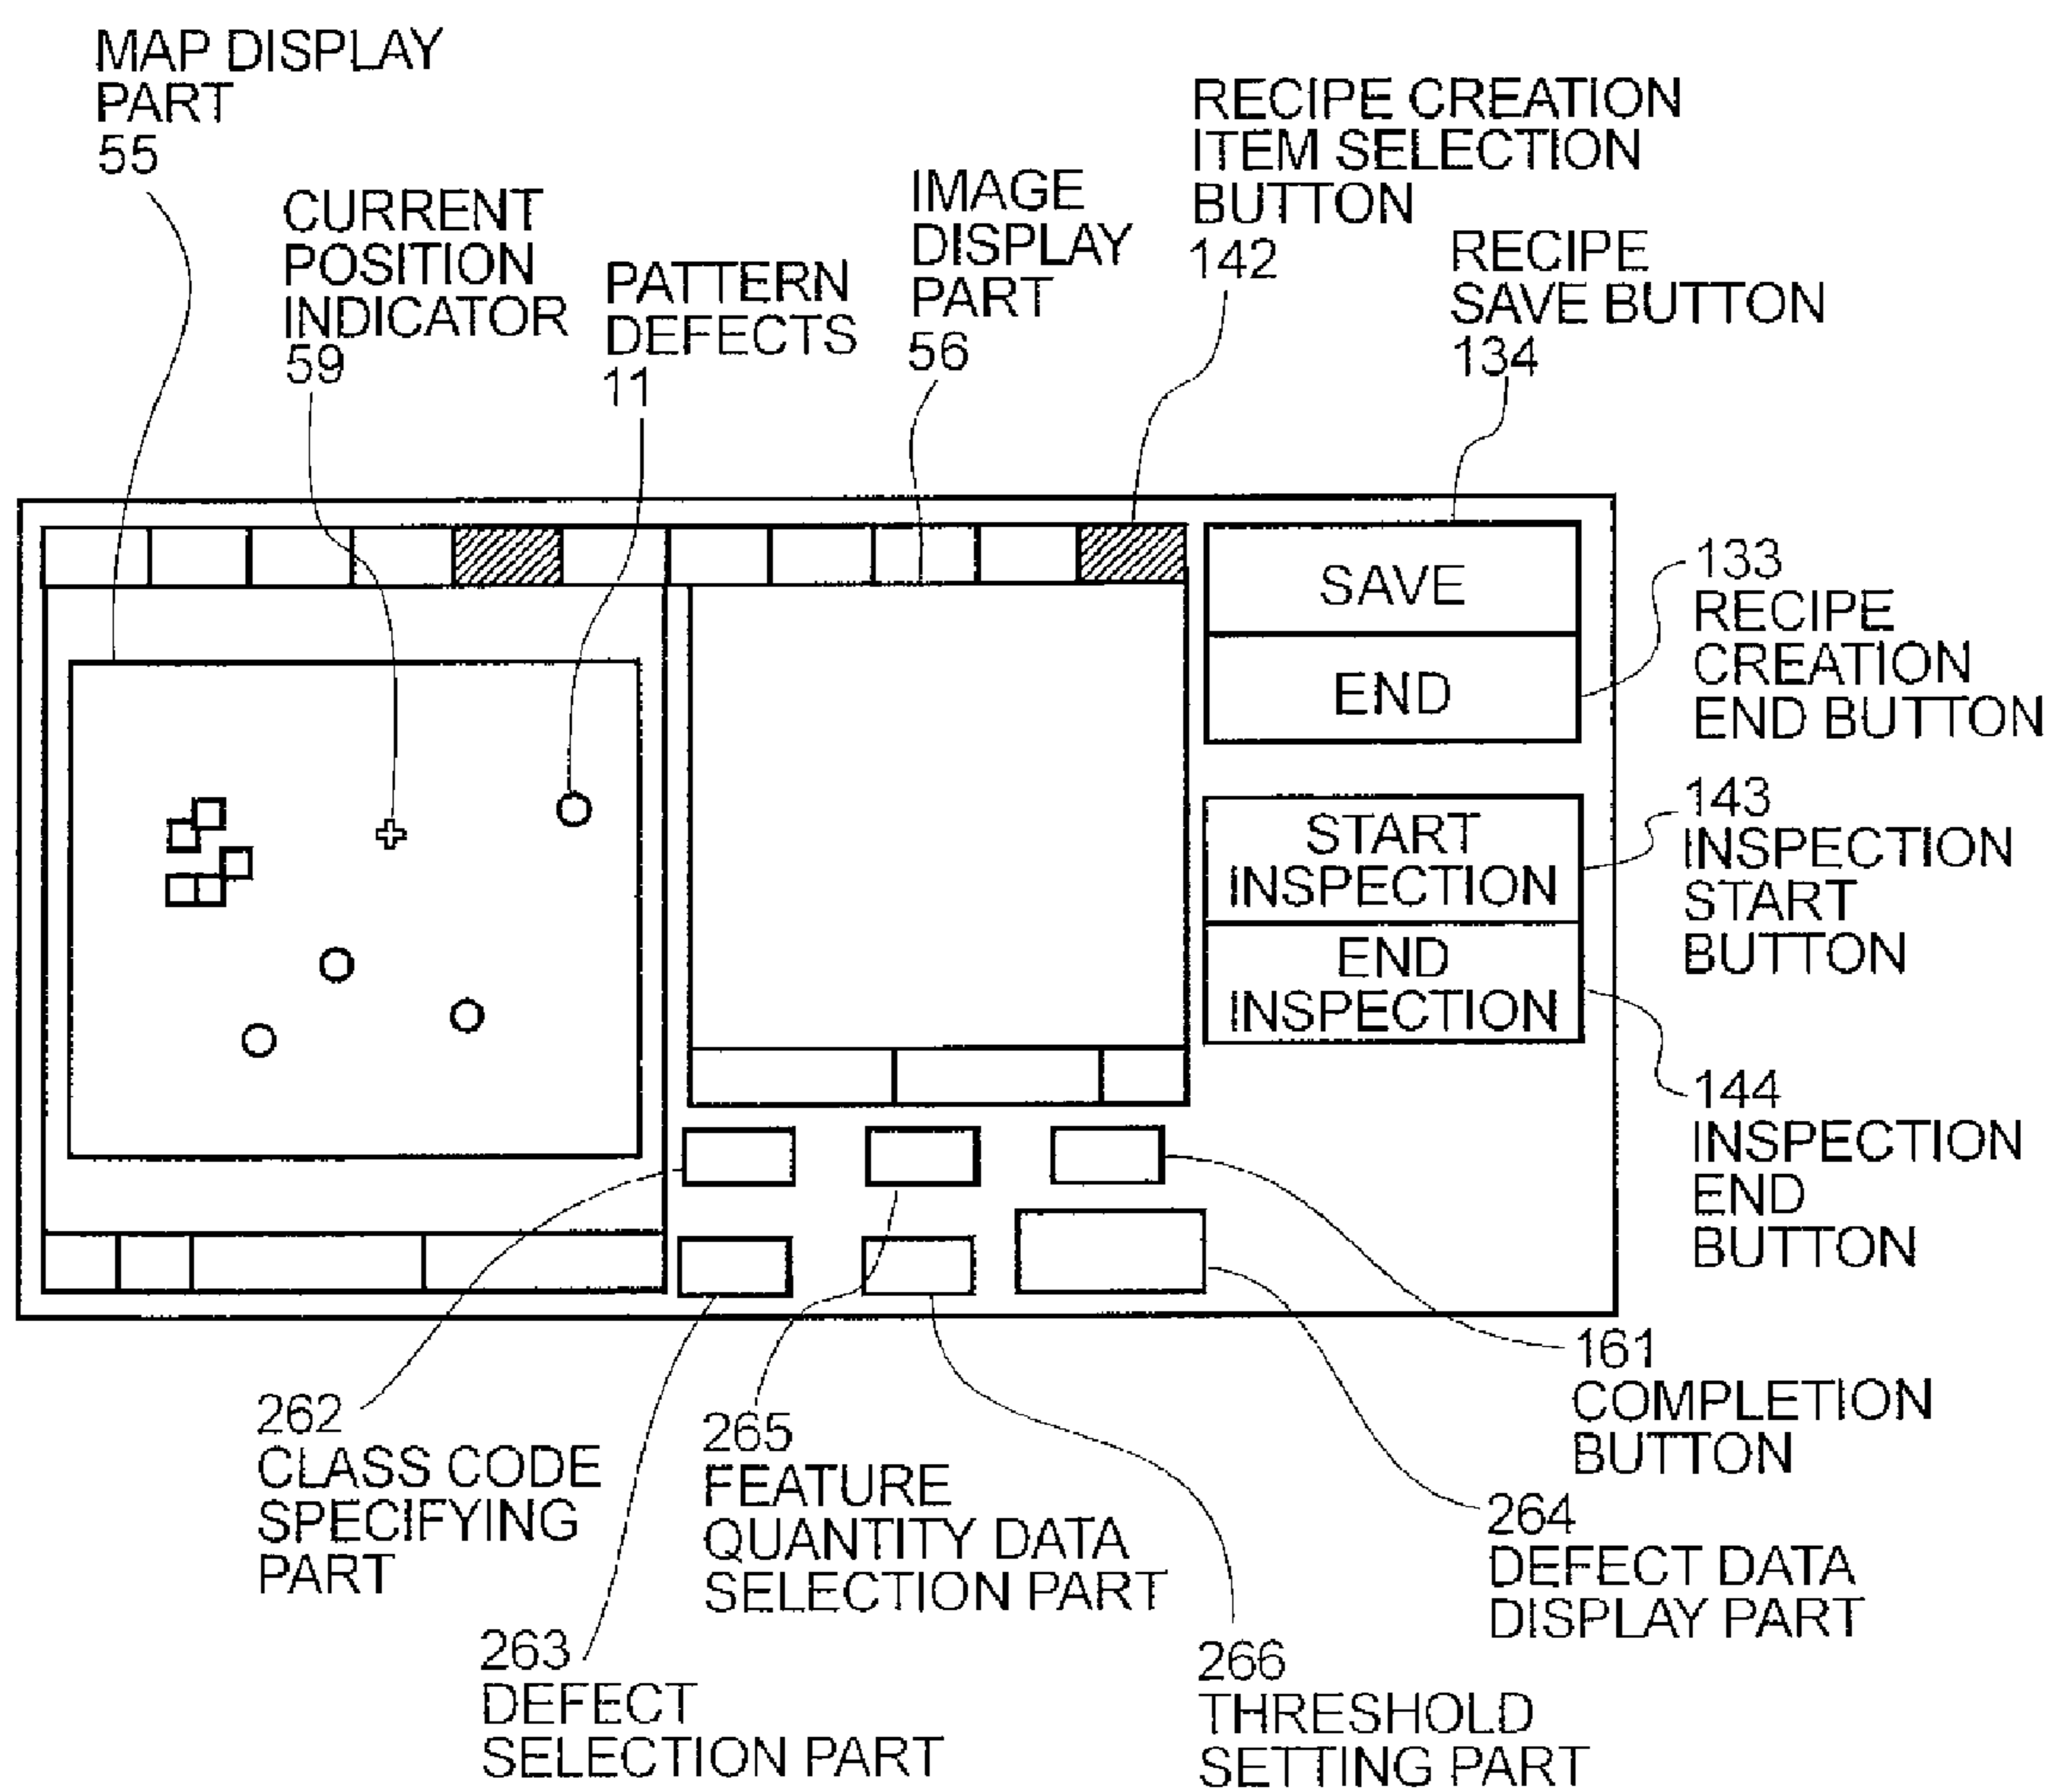 MAP DISPLAY
PART
55
CURRENT
POSITION
INDICATOR
59
PATTERN
DEFECTS
11
IMAGE
DISPLAY
PART
56
RECIPE CREATION
ITEM SELECTION
BUTTON
142
RECIPE
SAVE BUTTON
134
SAVE
END
133
RECIPE
CREATION
END BUTTON
START
INSPECTION
143
INSPECTION
START
BUTTON
END
INSPECTION
144
INSPECTION
END
BUTTON
161
COMPLETION
BUTTON
262
CLASS CODE
SPECIFYING
PART
265
FEATURE
QUANTITY DATA
SELECTION PART
264
DEFECT DATA
DISPLAY PART
263
DEFECT
SELECTION PART
266
THRESHOLD
SETTING PART